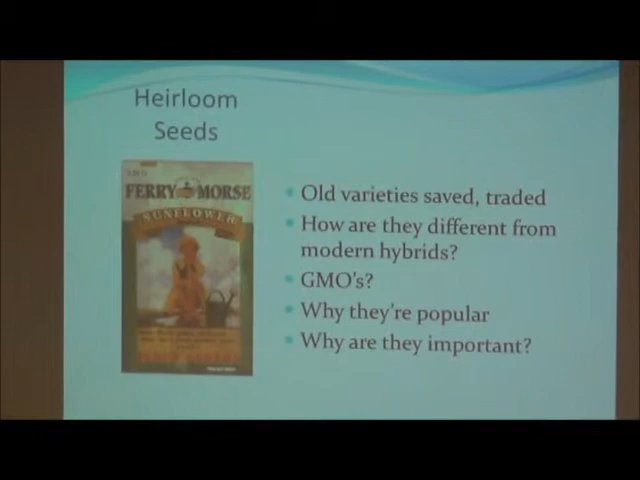 Heirloom
Seeds
FERRY MORSE
SUNFLOWER
Old varieties saved, traded
How are they different from
modern hybrids?
GMO's?
Why they're popular
Why are they important?